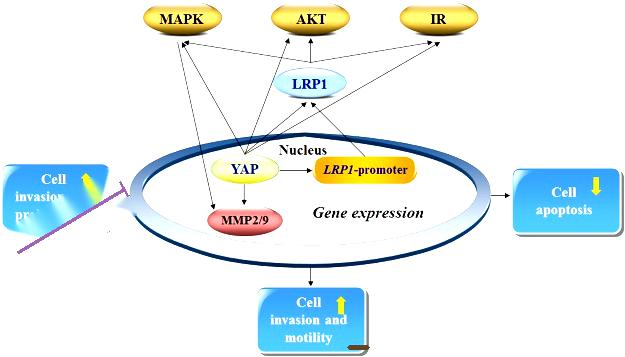 MAPK
AKT
IR
LRP1
Nucleus
YAP
LRP1-promoter
MMP2/9
Gene expression
Cell
Cell
apoptosis
Cell
invasion and
motility